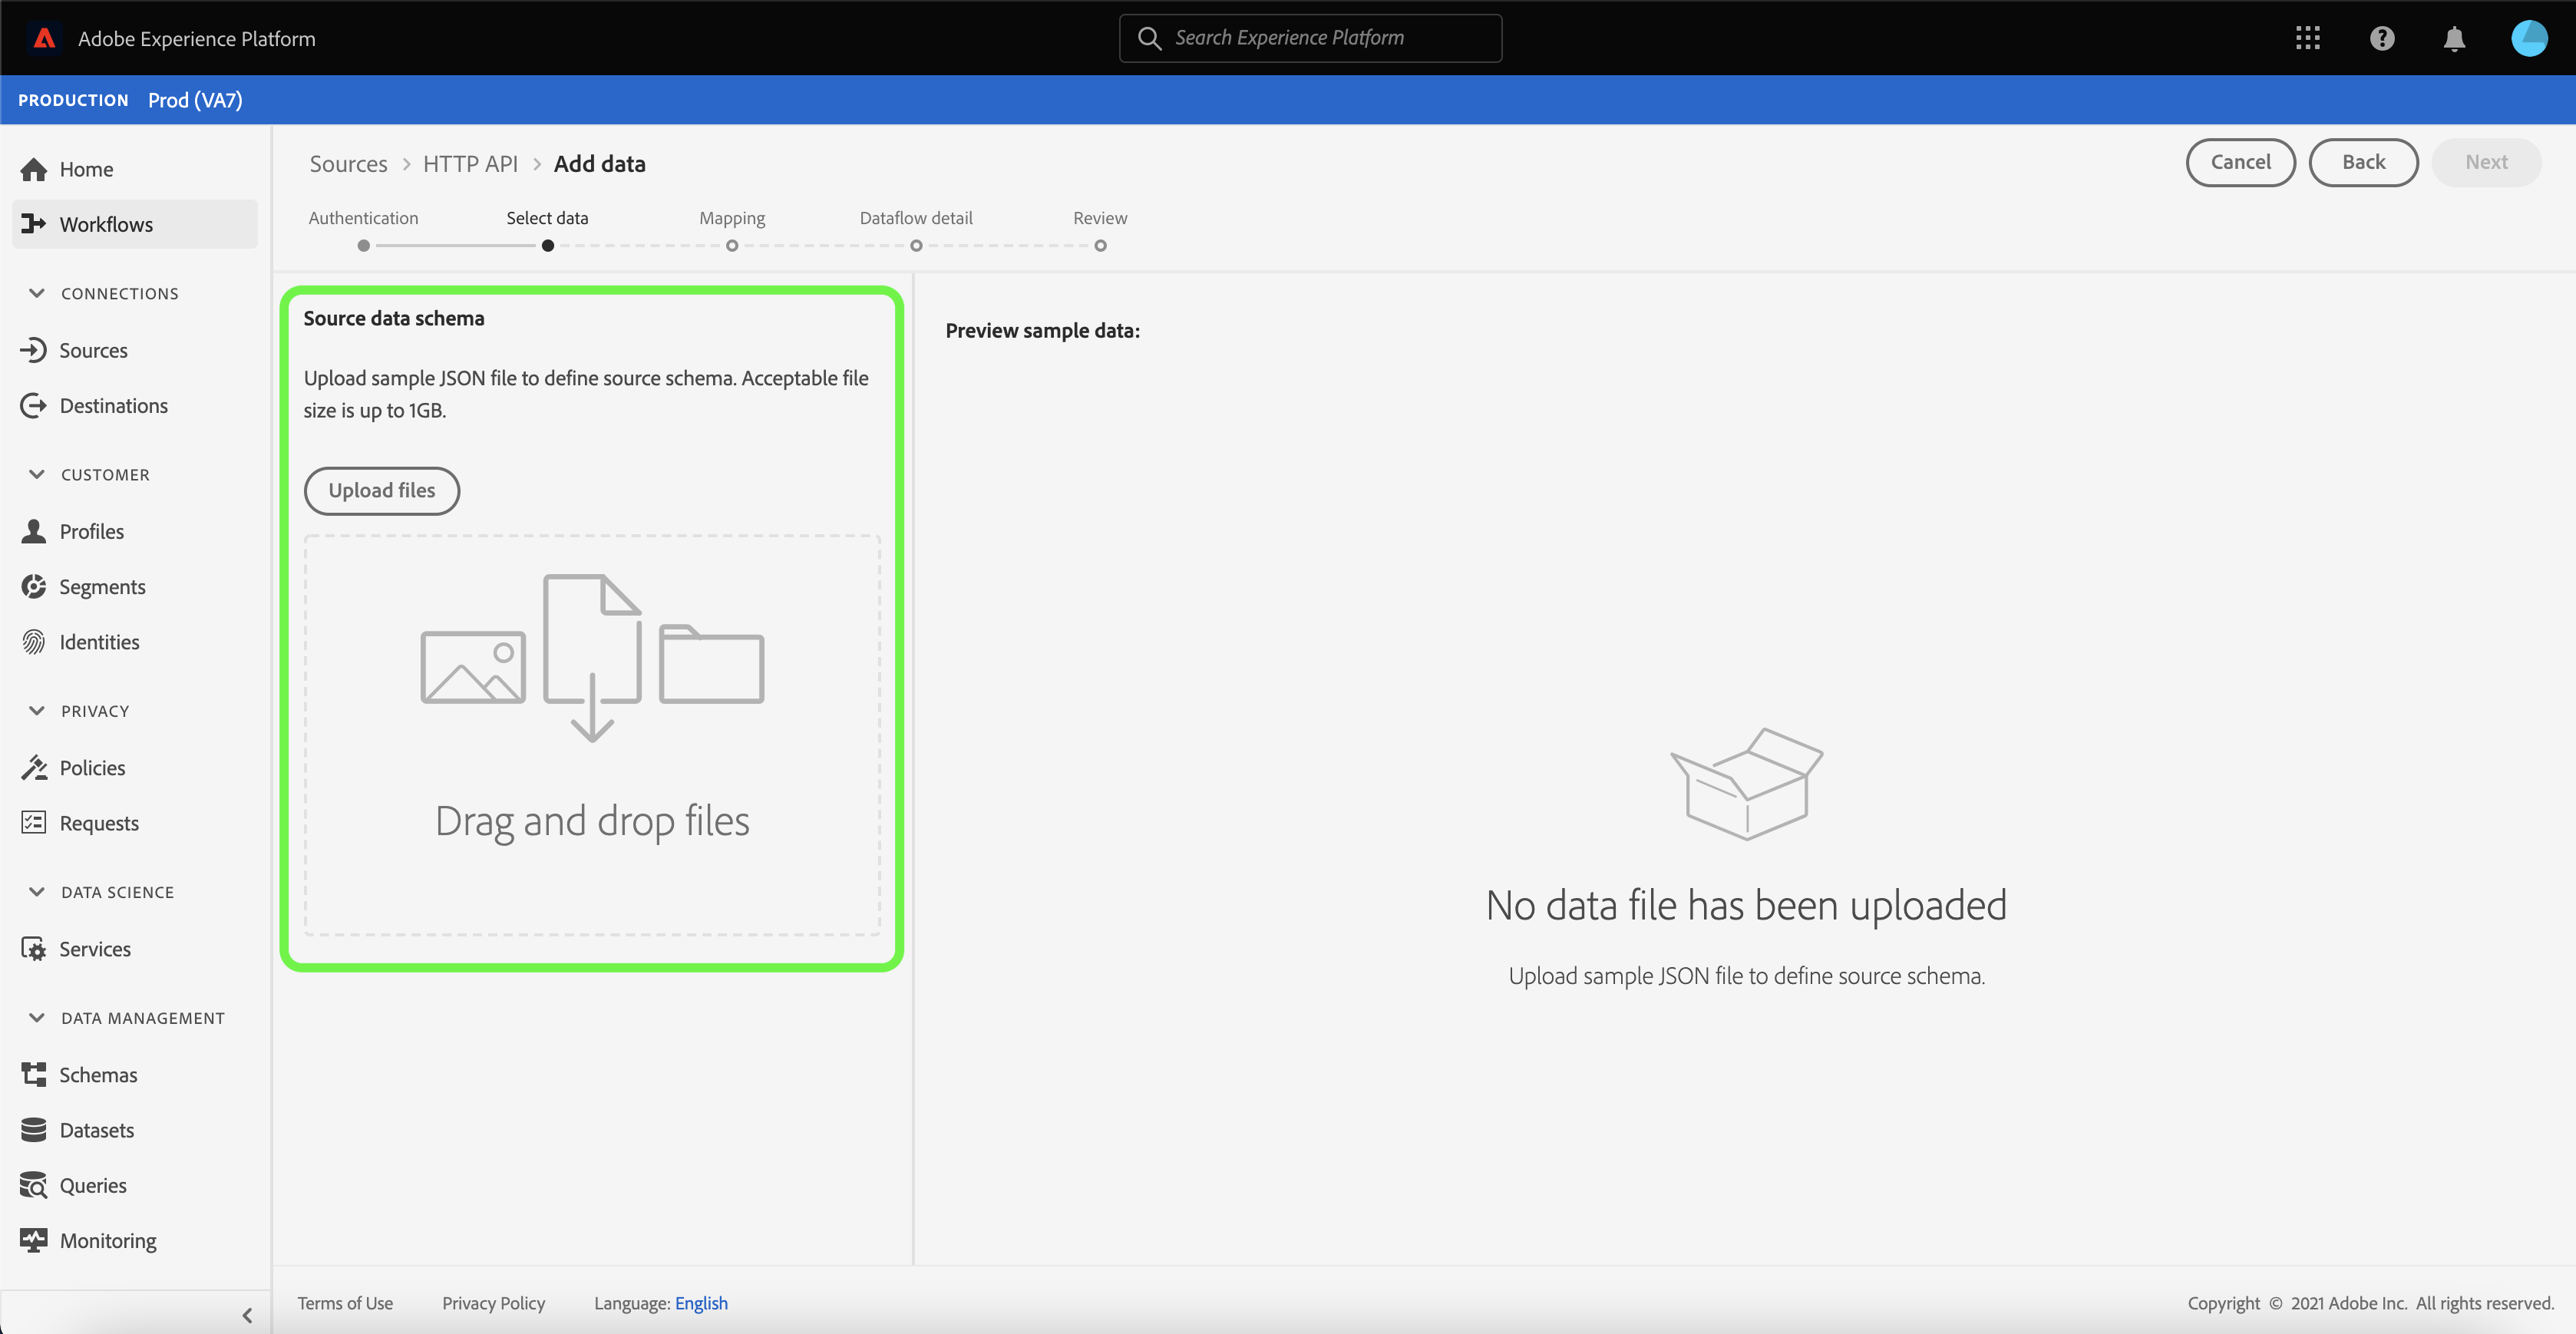 Adobe Experience Platform
Search Experience Platform
PRODUCTION Prod (VA7)
Home
Workflows
CONNECTIONS
Sources
Destinations
CUSTOMER
Profiles
Segments
Identities
PRIVACY
Policies
Requests
DATA SCIENCE
Services
DATA MANAGEMENT
Schemas
Datasets
Queries
Monitoring
Sources > HTTP API > Add data
Cancel
Back
Next
Authentication
Select data
Mapping
Dataflow detail
Review
Source data schema
Upload sample JSON file to define source schema. Acceptable file
size is up to 1GB.
Upload files
Drag and drop files
Preview sample data:
No data file has been uploaded
Upload sample JSON file to define source schema.
Terms of Use
Privacy Policy
Language: English
Copyright © 2021 Adobe Inc. All rights reserved.